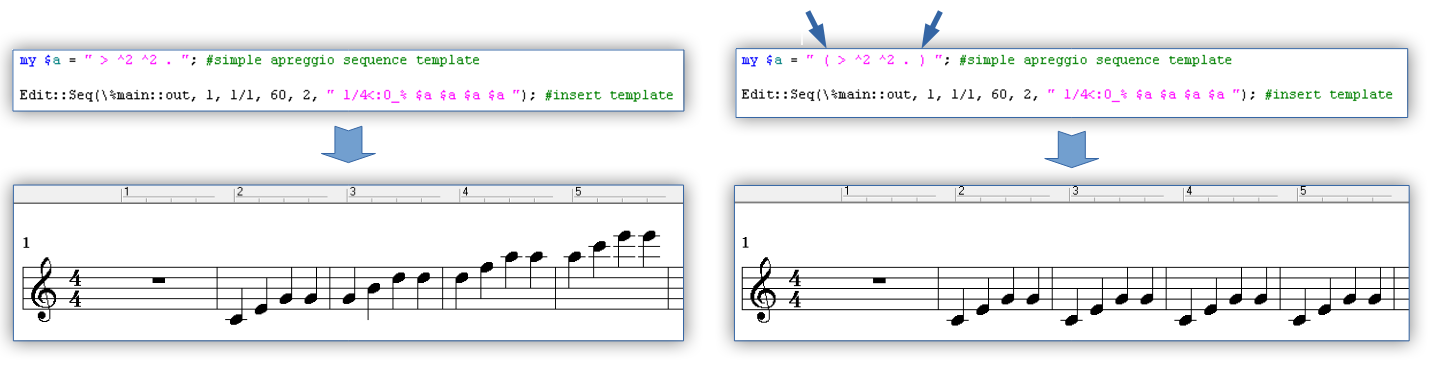 my $a = " > ^2 ^2 . "; #simple apreggio sequence template
Edit::Seq(\%main::out, 1, 1/1, 60, 2, " 1/4<:0_% $a $a $a $a "); #insert template
1 2 3 4 5
1
4
4
my $a = " ( > ^2 ^2 . ) "; #simple apreggio sequence template
Edit::Seq(\%main::out, 1, 1/1, 60, 2, " 1/4<:0_% $a $a $a $a "); #insert template
1 2 3 4 5
1
4
4